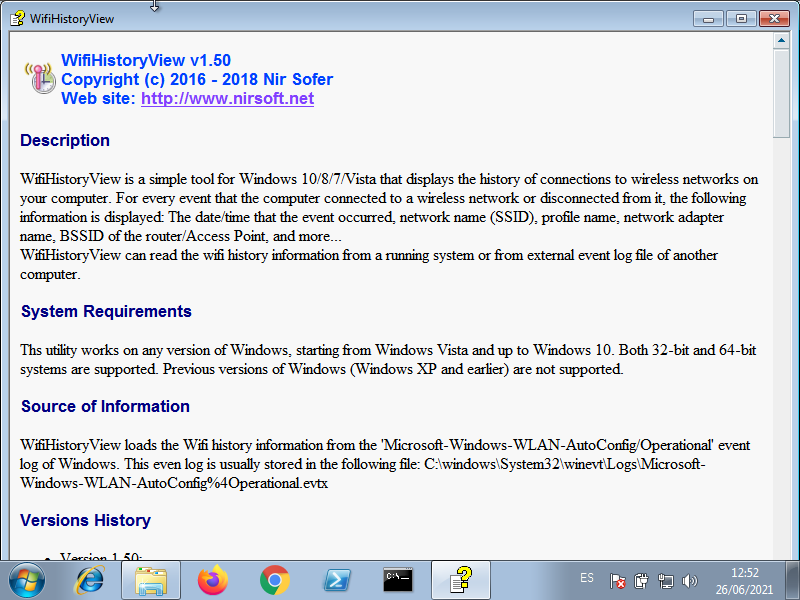 WifiHistoryView
WifiHistoryView v1.50
Copyright (c) 2016 - 2018 Nir Sofer
Web site: http://www.nirsoft.net
Description
WifiHistoryView is a simple tool for Windows 10/8/7/Vista that displays the history of connections to wireless networks on
your computer. For every event that the computer connected to a wireless network or disconnected from it, the following
information is displayed: The date/time that the event occurred, network name (SSID), profile name, network adapter
name, BSSID of the router/Access Point, and more...
WifiHistoryView can read the wifi history information from a running system or from external event log file of another
computer.
System Requirements
Ths utility works on any version of Windows, starting from Windows Vista and up to Windows 10. Both 32-bit and 64-bit
systems are supported. Previous versions of Windows (Windows XP and earlier) are not supported.
Source of Information
WifiHistoryView loads the Wifi history information from the 'Microsoft-Windows-WLAN-AutoConfig/Operational' event
log of Windows. This even log is usually stored in the following file: C:\windows\System32\winevt\Logs\Microsoft-
Windows-WLAN-AutoConfig%4Operational.evtx
Versions History
• Version 1.50:
C:\
ES
12:52
26/06/2021